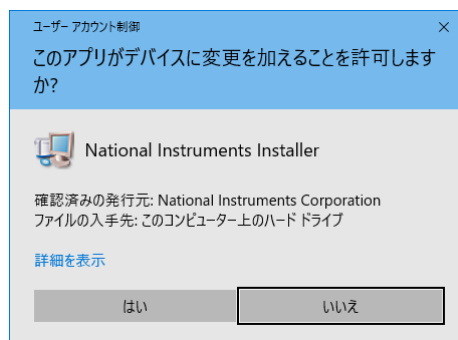 ユーザー アカウント制御
このアプリがデバイスに変更を加えることを許可します
か?
National Instruments Installer
確認済みの発行元: National Instruments Corporation
ファイルの入手先: このコンピューター上のハード ドライブ
詳細を表示
はい
いいえ